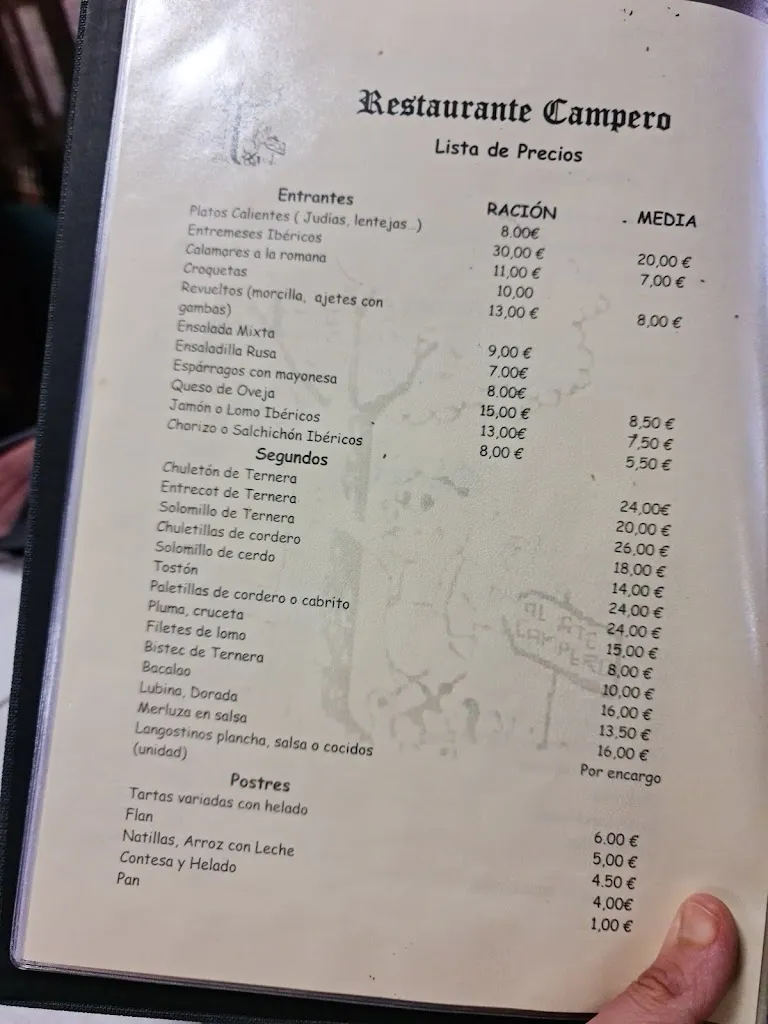 Restaurante Campero
Lista de Precios
Entrantes RACIÓN MEDIA
Platos Calientes ( Judías, lentejas...) 8.00€
Entremeses Ibéricos 30,00 € 20,00 €
Calamares a la romana 11,00 € 7,00 €
Croquetas 10,00
Revueltos (morcilla, ajetes con 13,00 € 8,00 €
gambas)
Ensalada Mixta 9,00 €
Ensaladilla Rusa 7.00€
Espárragos con mayonesa 8.00€
Queso de Oveja 15,00 € 8,50 €
Jamón o Lomo Ibéricos 13,00€ 7,50 €
Chorizo o Salchichón Ibéricos 8,00 € 5,50 €
Segundos
Chuletón de Ternera 24,00€
Entrecot de Ternera 20,00 €
Solomillo de Ternera 26,00 €
Chuletillas de cordero 18,00 €
Solomillo de cerdo 14,00 €
Tostón 24,00 €
Paletillas de cordero o cabrito 24,00 €
Pluma, cruceta 15,00 €
Filetes de lomo 8,00 €
Bistec de Ternera 10,00 €
Bacalao 16,00 €
Lubina, Dorada 13,50 €
Merluza en salsa 16,00 €
Langostinos plancha, salsa o cocidos Por encargo
(unidad)
Postres
Tartas variadas con helado 6.00 €
Flan 5,00 €
Natillas, Arroz con Leche 4.50 €
Contesa y Helado 4,00€
Pan 1,00 €